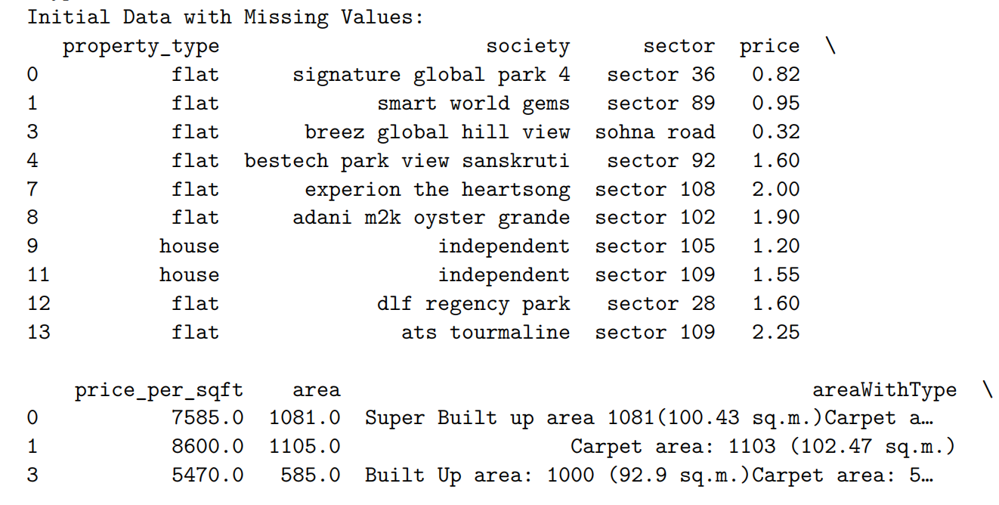 Initial Data with Missing Values:
property_type society sector price \
0 flat signature global park 4 sector 36 0.82
1 flat smart world gems sector 89 0.95
3 flat breez global hill view sohna road 0.32
4 flat bestech park view sanskruti sector 92 1.60
7 flat experion the heartsong sector 108 2.00
8 flat adani m2k oyster grande sector 102 1.90
9 house independent sector 105 1.20
11 house independent sector 109 1.55
12 flat dlf regency park sector 28 1.60
13 flat ats tourmaline sector 109 2.25
price_per_sqft area areaWithType \
0 7585.0 1081.0 Super Built up area 1081(100.43 sq.m.)Carpet a…
1 8600.0 1105.0 Carpet area: 1103 (102.47 sq.m.)
3 5470.0 585.0 Built Up area: 1000 (92.9 sq.m.)Carpet area: 5…